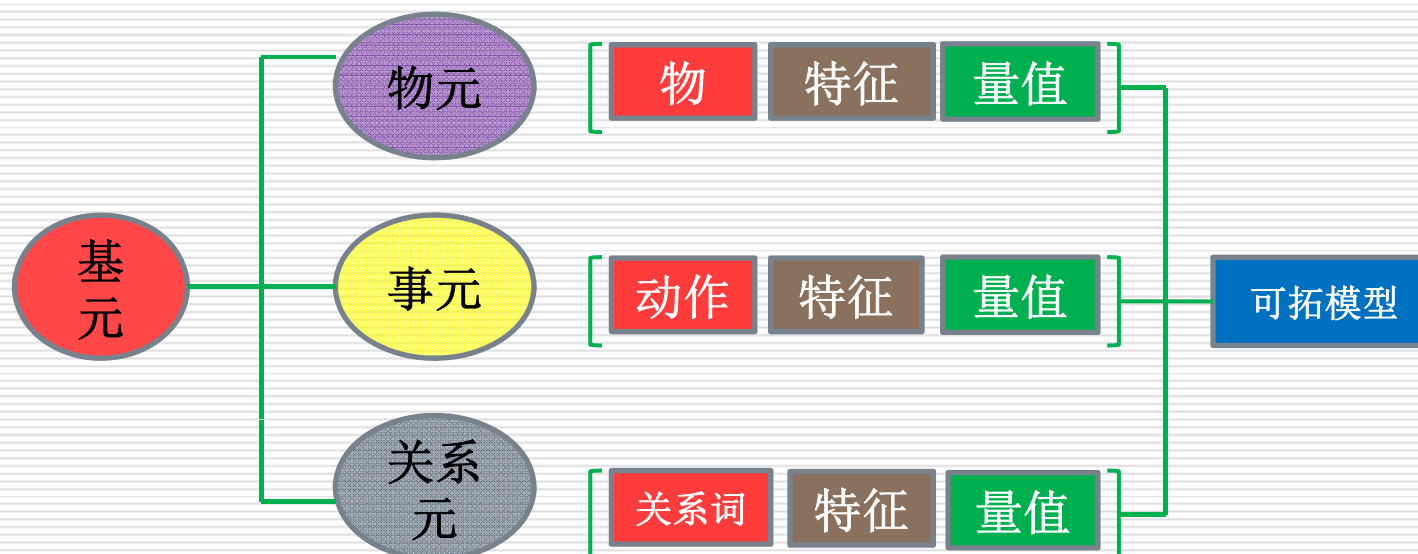 物元
物 特征 量值
基
元
事元
动作 特征 量值
可拓模型
关系
元
关系词 特征 量值